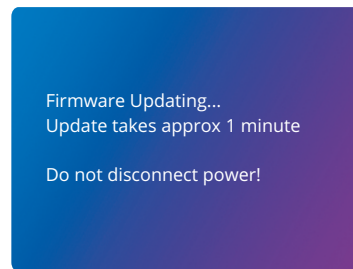 Firmware Updating...
Update takes approx 1 minute
Do not disconnect power!